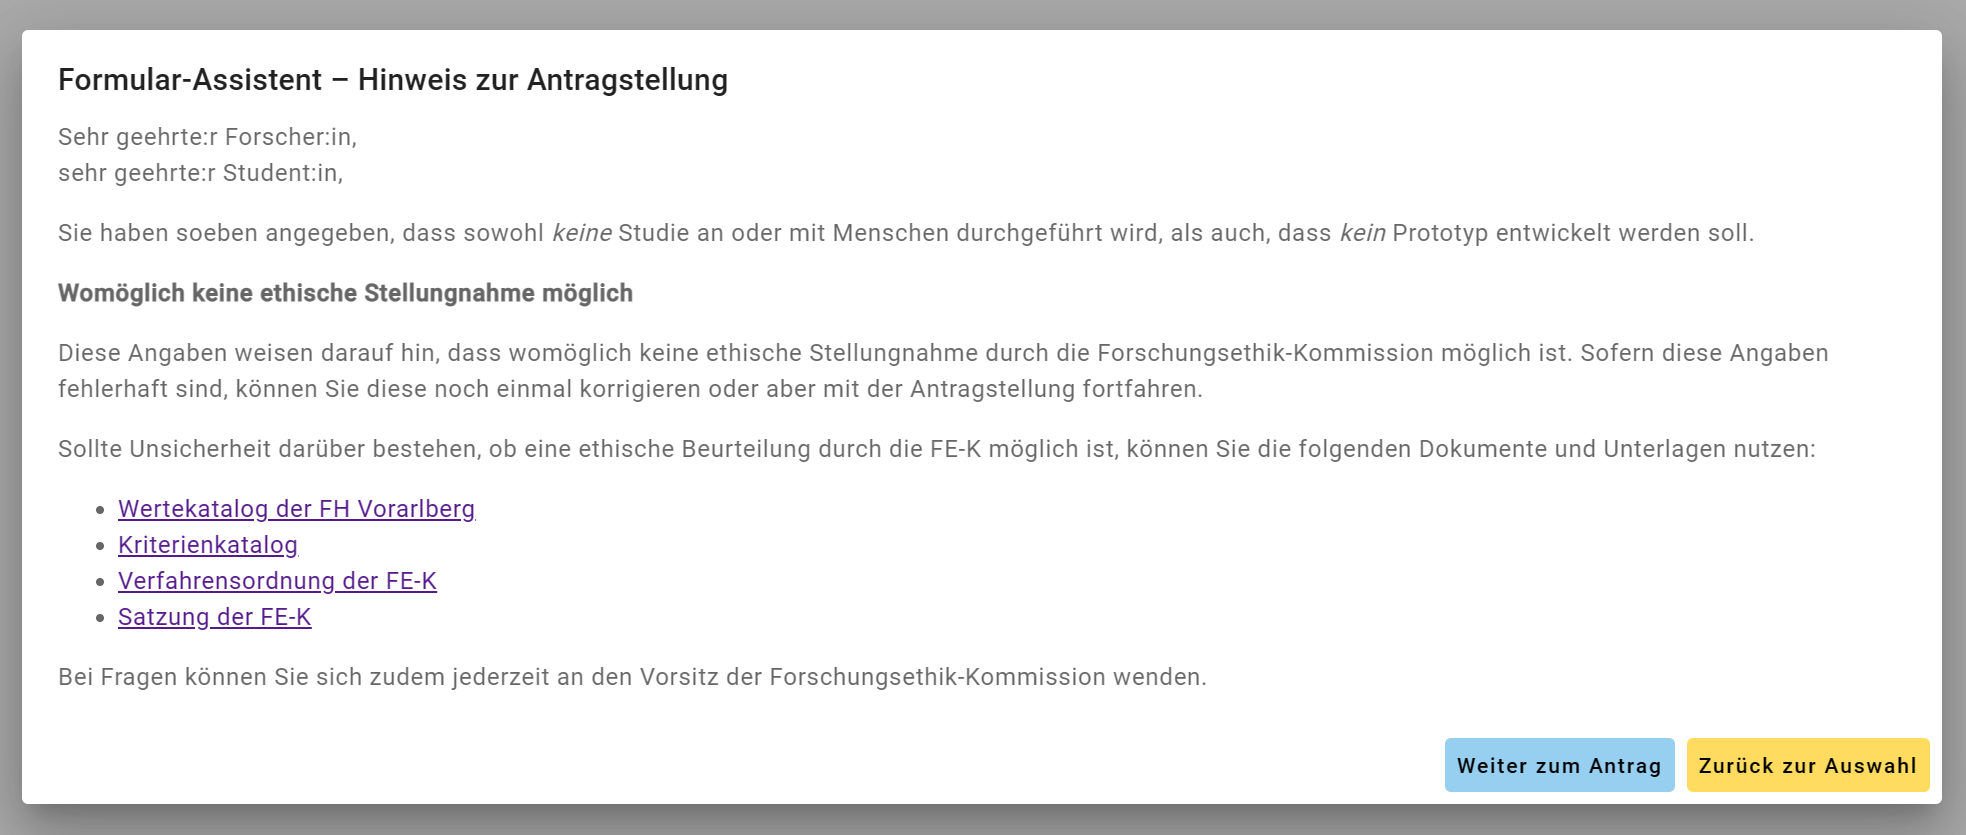 Formular-Assistent – Hinweis zur Antragstellung
Sehr geehrte:r Forscher:in,
sehr geehrte:r Student:in,
Sie haben soeben angegeben, dass sowohl keine Studie an oder mit Menschen durchgeführt wird, als auch, dass kein Prototyp entwickelt werden soll.
Womöglich keine ethische Stellungnahme möglich
Diese Angaben weisen darauf hin, dass womöglich keine ethische Stellungnahme durch die Forschungsethik-Kommission möglich ist. Sofern diese Angaben
fehlerhaft sind, können Sie diese noch einmal korrigieren oder aber mit der Antragstellung fortfahren.
Sollte Unsicherheit darüber bestehen, ob eine ethische Beurteilung durch die FE-K möglich ist, können Sie die folgenden Dokumente und Unterlagen nutzen:
• Wertekatalog der FH Vorarlberg
• Kriterienkatalog
• Verfahrensordnung der FE-K
• Satzung der FE-K
Bei Fragen können Sie sich zudem jederzeit an den Vorsitz der Forschungsethik-Kommission wenden.
Weiter zum Antrag
Zurück zur Auswahl